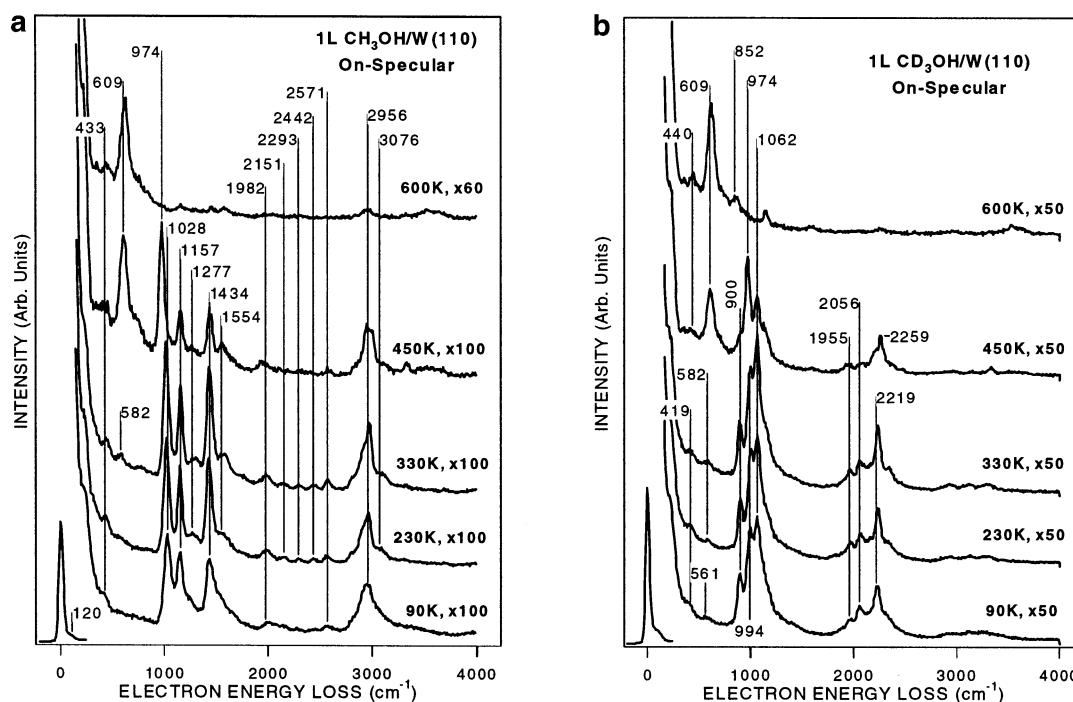 a
1L CH₃OH/W(110)
On-Specular
974
609
433
2571
2442
2293
2151
1982
2956
3076
600K, x60
1028
1157
1277
1434
1554
450K, x100
582
330K, x100
230K, x100
120
90K, x100
INTENSITY (Arb. Units)
0 1000 2000 3000 4000
ELECTRON ENERGY LOSS (cm⁻¹)
b
1L CD₃OH/W(110)
On-Specular
852
974
609
440
1062
600K, x50
900
2056
1955
2259
450K, x50
582
419
2219
330K, x50
230K, x50
561
994
90K, x50
INTENSITY (Arb. Units)
0 1000 2000 3000 4000
ELECTRON ENERGY LOSS (cm⁻¹)